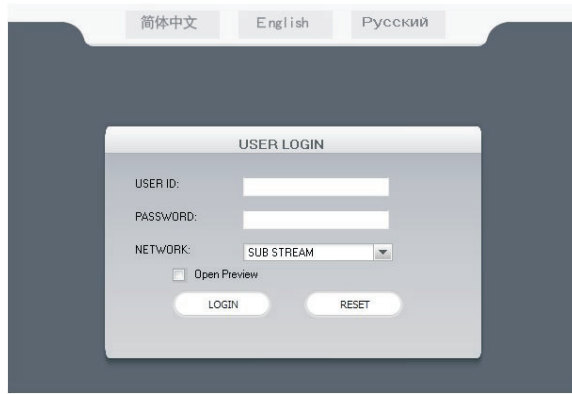 简体中文 English Русский
USER LOGIN
USER ID:
PASSWORD:
NETWORK: SUB STREAM
Open Preview
LOGIN RESET